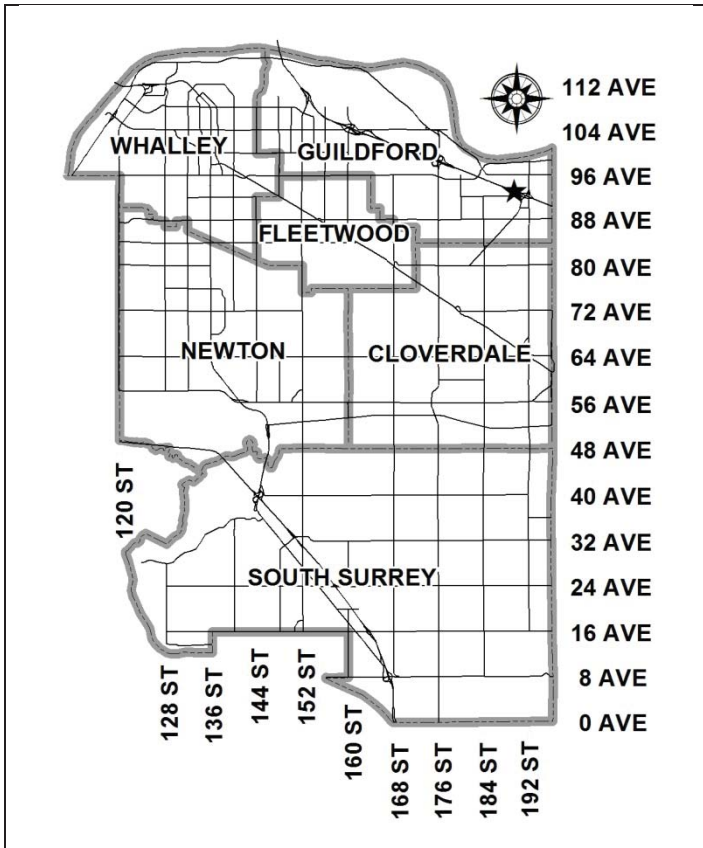 112 AVE
104 AVE
WHALLEY
GUILDFORD
96 AVE
88 AVE
FLEETWOOD
80 AVE
72 AVE
NEWTON
CLOVERDALE
64 AVE
56 AVE
48 AVE
120 ST
40 AVE
32 AVE
SOUTH SURREY
24 AVE
16 AVE
128 ST
136 ST
144 ST
152 ST
8 AVE
160 ST
0 AVE
168 ST
176 ST
184 ST
192 ST